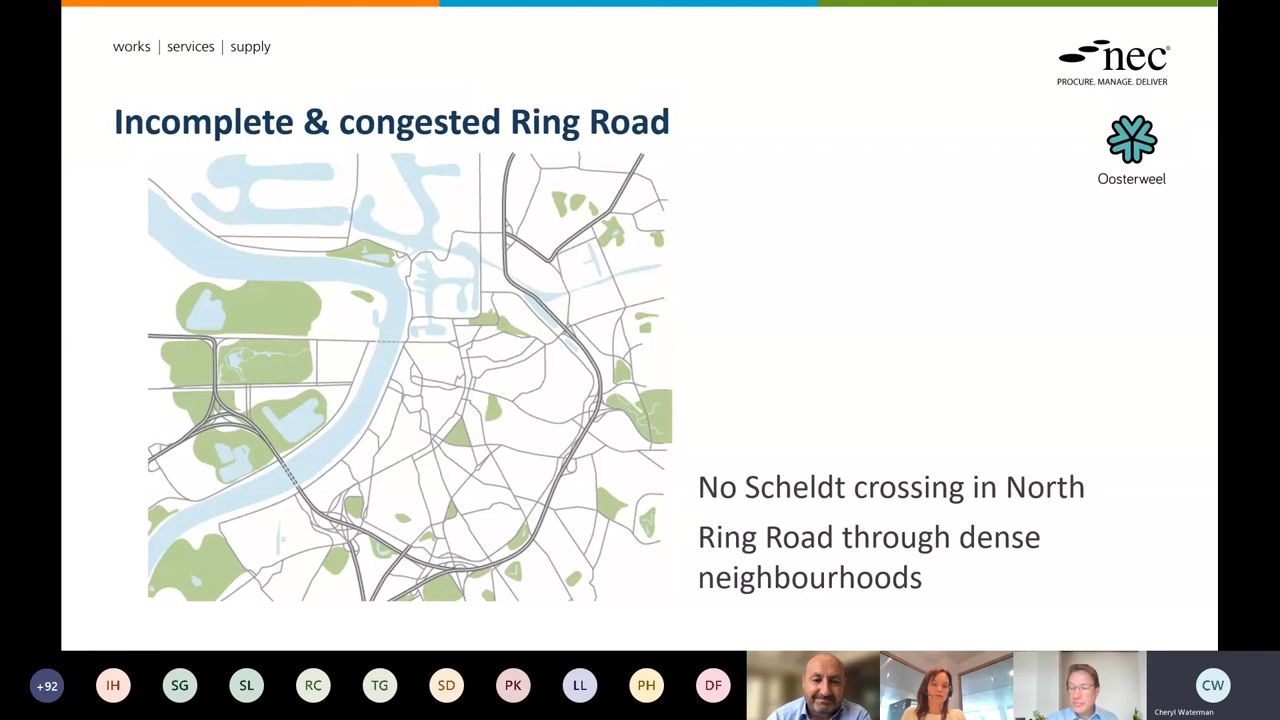 works | services | supply
nec
PROCURE. MANAGE. DELIVER
Incomplete & congested Ring Road
Oosterweel
No Scheldt crossing in North
Ring Road through dense
neighbourhoods
+92
IH
SG
SL
RC
TG
SD
PK
LL
PH
DF
CW
Cheryl Waterman